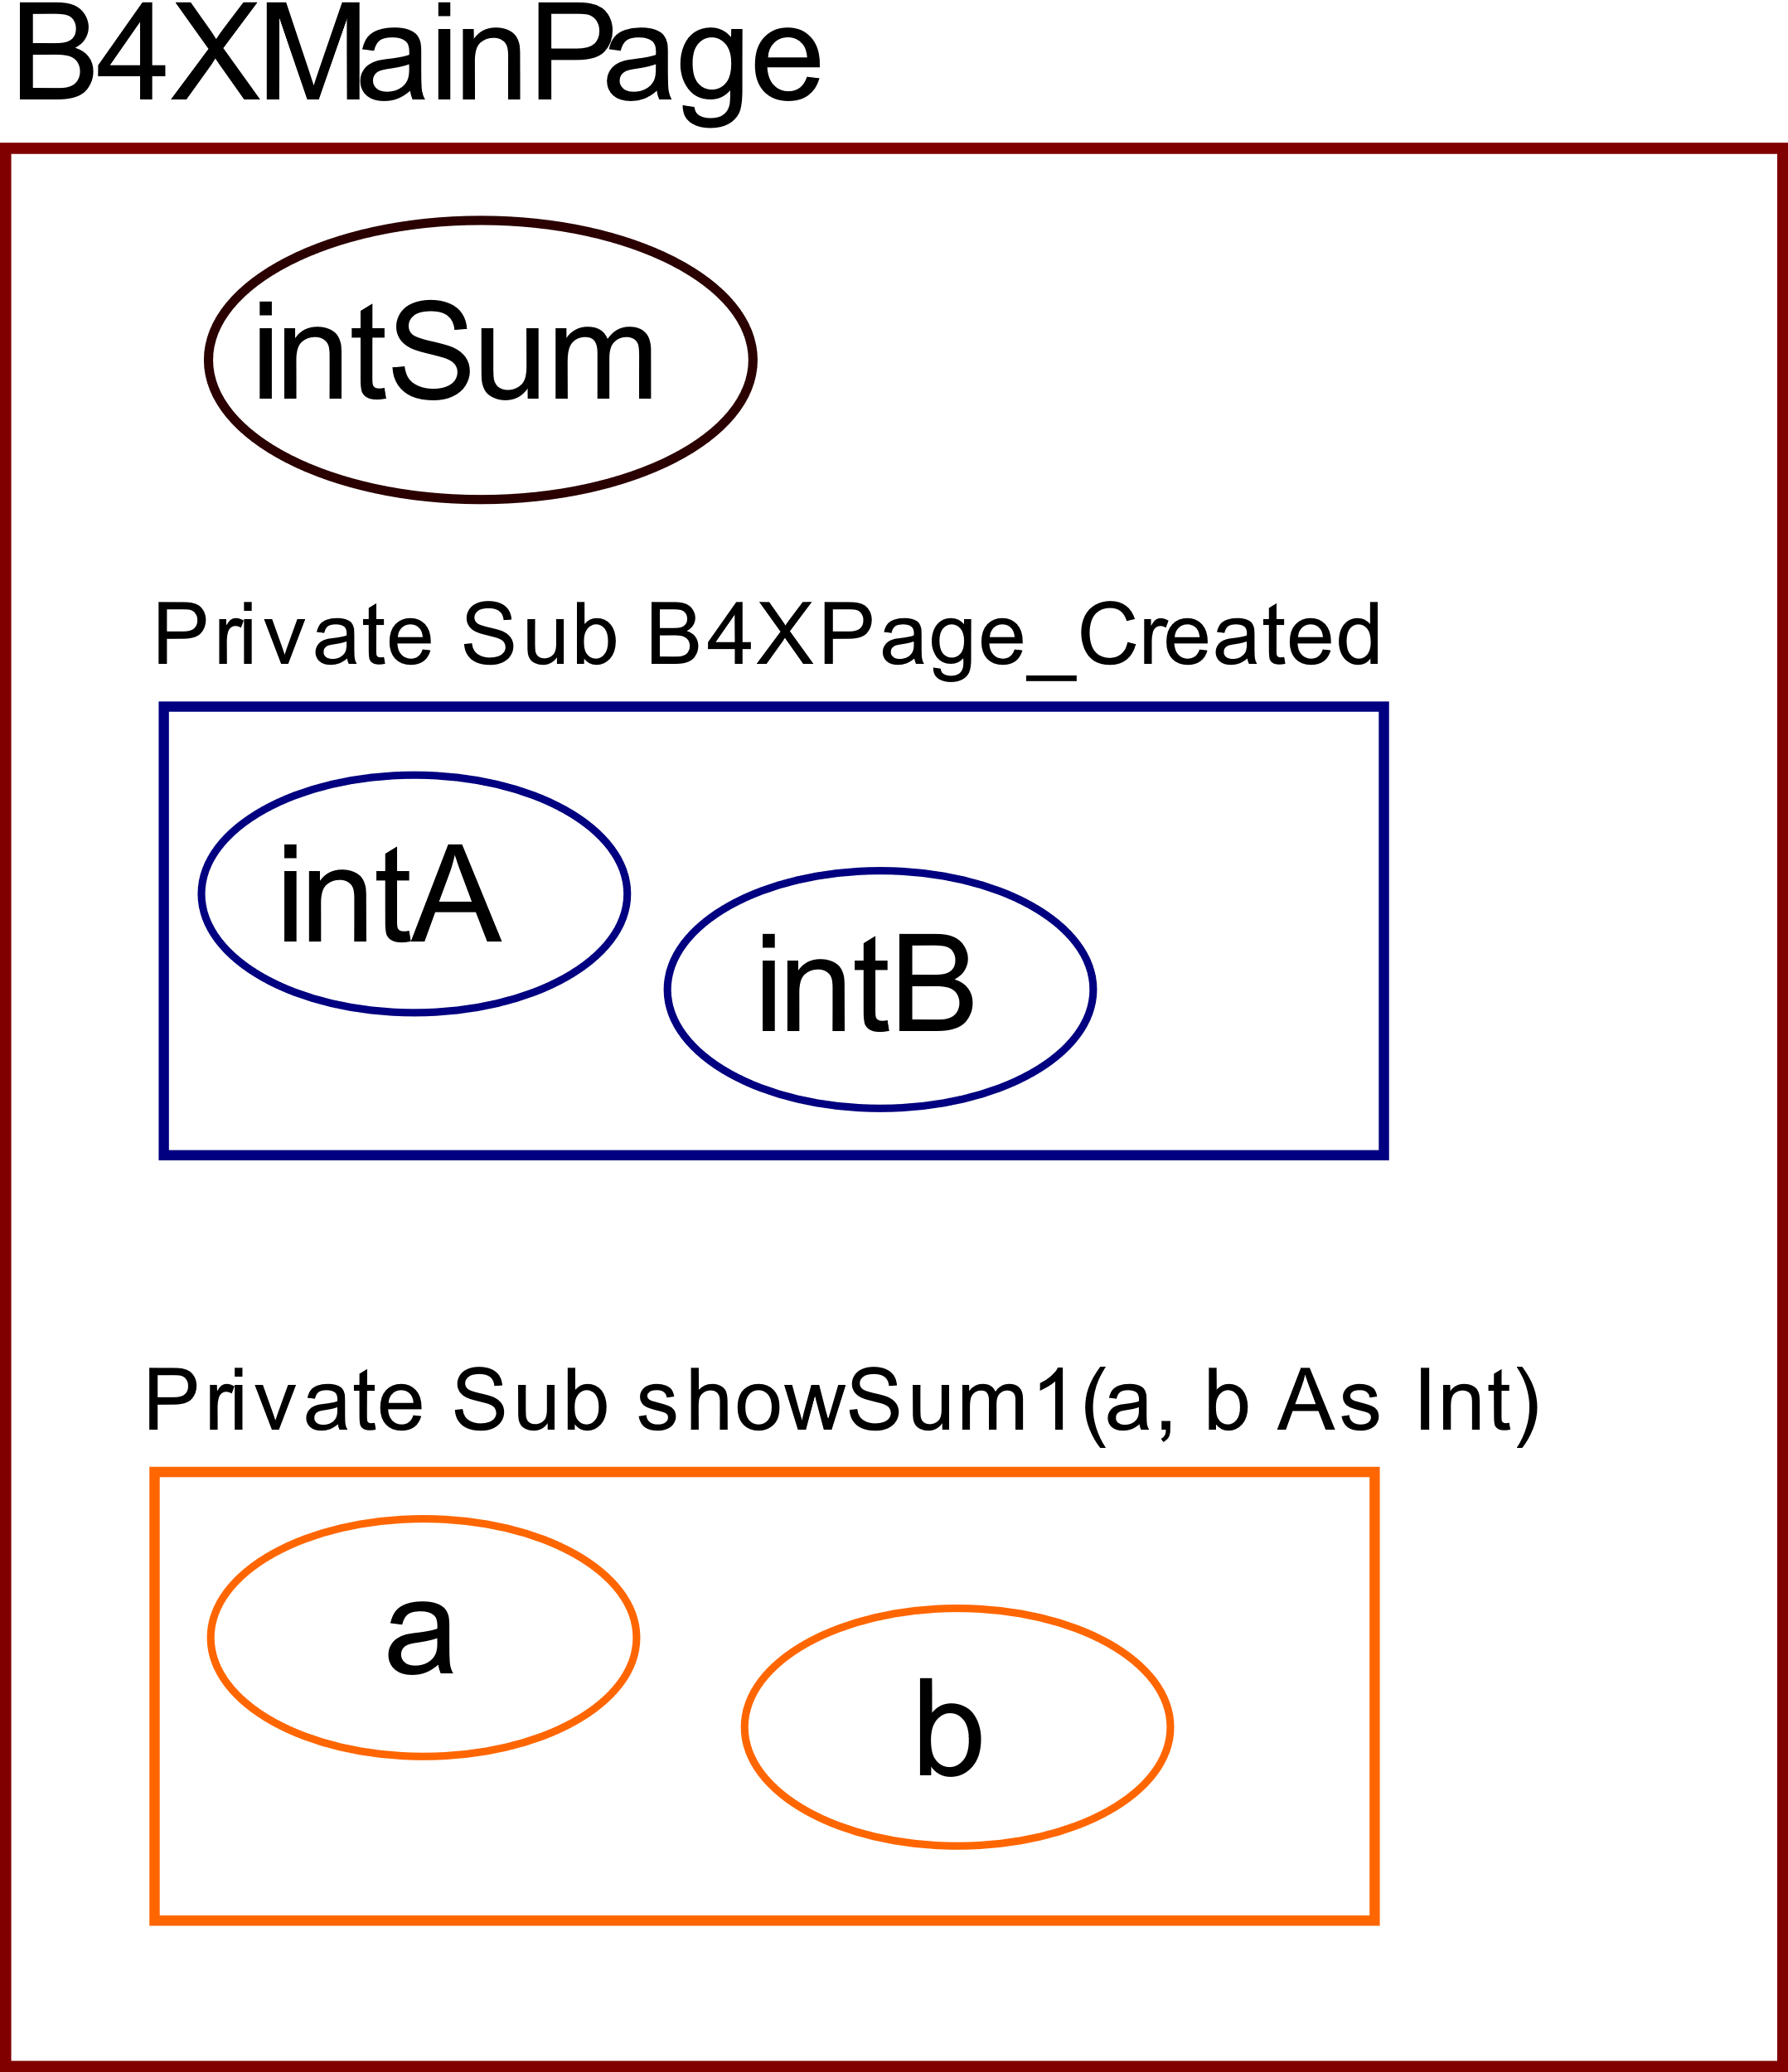 B4XMainPage
intSum
Private Sub B4XPage_Created
intA
intB
Private Sub showSum1(a, b As Int)
a
b